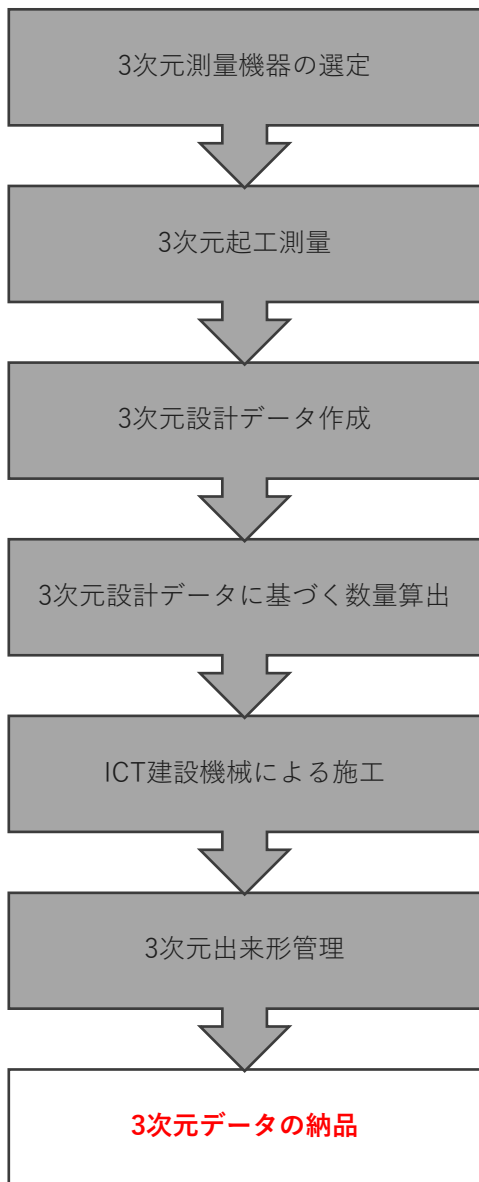 3次元測量機器の選定
3次元起工測量
3次元設計データ作成
3次元設計データに基づく数量算出
ICT建設機械による施工
3次元出来形管理
3次元データの納品